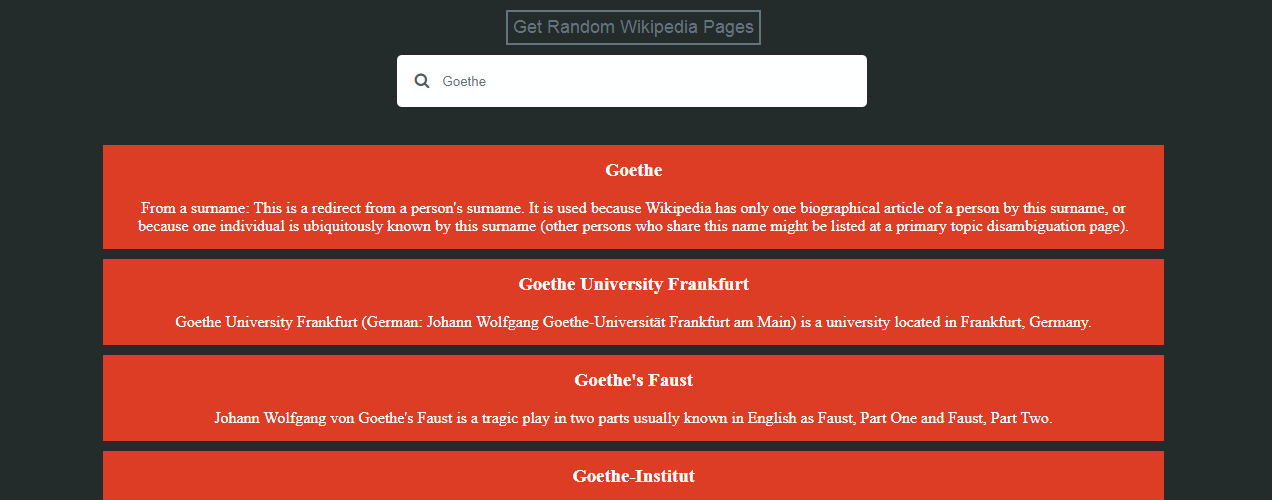 Get Random Wikipedia Pages
Goethe
Goethe
From a surname: This is a redirect from a person's surname. It is used because Wikipedia has only one biographical article of a person by this surname, or
because one individual is ubiquitously known by this surname (other persons who share this name might be listed at a primary topic disambiguation page).
Goethe University Frankfurt
Goethe University Frankfurt (German: Johann Wolfgang Goethe-Universität Frankfurt am Main) is a university located in Frankfurt, Germany.
Goethe's Faust
Johann Wolfgang von Goethe's Faust is a tragic play in two parts usually known in English as Faust, Part One and Faust, Part Two.
Goethe-Institut